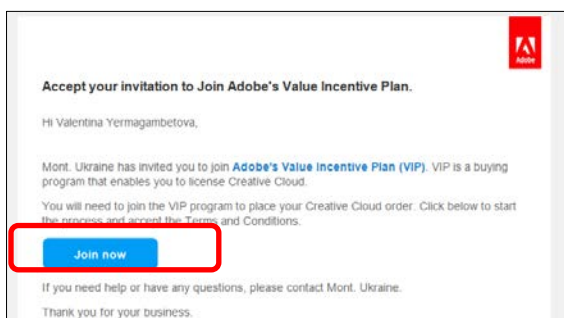 Adobe
Accept your invitation to Join Adobe's Value Incentive Plan.
Hi Valentina Yermagambetova,
Mont. Ukraine has invited you to join Adobe's Value Incentive Plan (VIP). VIP is a buying
program that enables you to license Creative Cloud.
You will need to join the VIP program to place your Creative Cloud order. Click below to start
the process and accept the Terms and Conditions.
Join now
If you need help or have any questions, please contact Mont. Ukraine.
Thank you for your business.